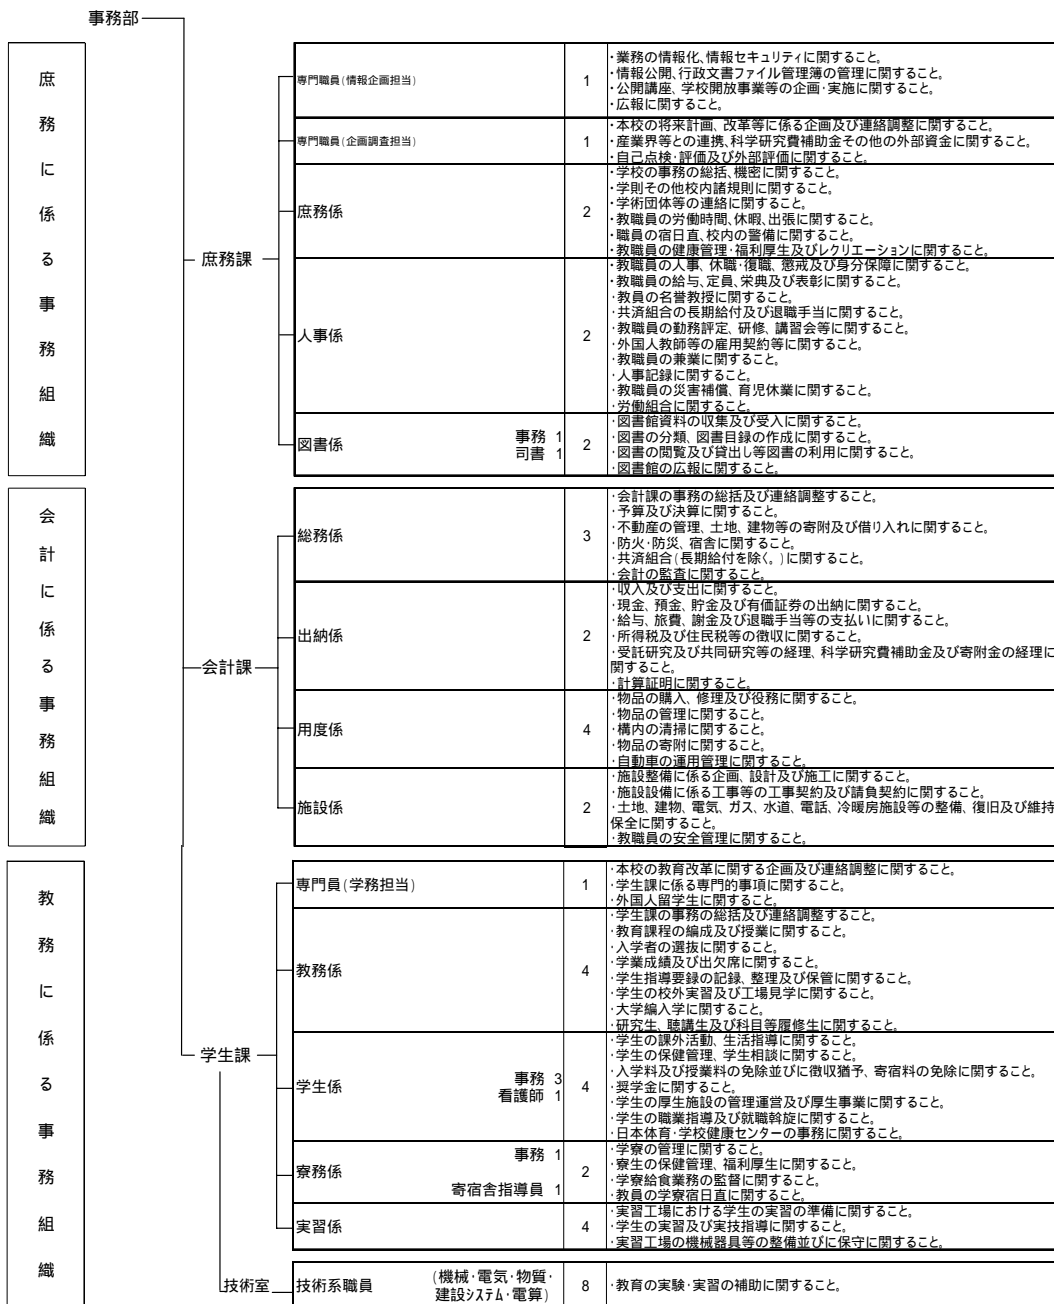 事務部
庶務に係る事務組織
庶務課
専門職員(情報企画担当)
1
・業務の情報化、情報セキュリティに関すること。
・情報公開、行政文書ファイル管理簿の管理に関すること。
・公開講座、学校開放事業等の企画・実施に関すること。
・広報に関すること。
専門職員(企画調査担当)
1
・本校の将来計画、改革等に係る企画及び連絡調整に関すること。
・産業界等との連携、科学研究費補助金その他の外部資金に関すること。
・自己点検・評価及び外部評価に関すること。
庶務係
2
・学校の事務の総括、機密に関すること。
・学則その他校内諸規則に関すること。
・学術団体等の連絡に関すること。
・教職員の労働時間、休暇、出張に関すること。
・職員の宿日直、校内の警備に関すること。
・教職員の健康管理・福利厚生及びレクリエーションに関すること。
人事係
2
・教職員の人事、休職・復職、懲戒及び身分保障に関すること。
・教職員の給与、定員、栄典及び表彰に関すること。
・教員の名誉教授に関すること。
・共済組合の長期給付及び退職手当に関すること。
・教職員の勤務評定、研修、講習会等に関すること。
・外国人教師等の雇用契約等に関すること。
・教職員の兼業に関すること。
・人事記録に関すること。
・教職員の災害補償、育児休業に関すること。
・労働組合に関すること。
図書係
事務 1
司書 1
2
・図書館資料の収集及び受入に関すること。
・図書の分類、図書目録の作成に関すること。
・図書の閲覧及び貸出し等図書の利用に関すること。
・図書館の広報に関すること。
会計に係る事務組織
会計課
総務係
3
・会計課の事務の総括及び連絡調整すること。
・予算及び決算に関すること。
・不動産の管理、土地、建物等の寄附及び借り入れに関すること。
・防火・防災、宿舎に関すること。
・共済組合(長期給付を除く。)に関すること。
・会計の監査に関すること。
出納係
2
・収入及び支出に関すること。
・現金、預金、貯金及び有価証券の出納に関すること。
・給与、旅費、謝金及び退職手当等の支払いに関すること。
・所得税及び住民税等の徴収に関すること。
・受託研究及び共同研究等の経理、科学研究費補助金及び寄附金の経理に
関すること。
・計算証明に関すること。
用度係
4
・物品の購入、修理及び役務に関すること。
・物品の管理に関すること。
・構内の清掃に関すること。
・物品の寄附に関すること。
・自動車の運用管理に関すること。
施設係
2
・施設整備に係る企画、設計及び施工に関すること。
・施設設備に係る工事等の工事契約及び請負契約に関すること。
・土地、建物、電気、ガス、水道、電話、冷暖房施設等の整備、復旧及び維持
保全に関すること。
・教職員の安全管理に関すること。
教務に係る事務組織
学生課
専門員(学務担当)
1
・本校の教育改革に関する企画及び連絡調整に関すること。
・学生課に係る専門的事項に関すること。
・外国人留学生に関すること。
教務係
4
・学生課の事務の総括及び連絡調整すること。
・教育課程の編成及び授業に関すること。
・入学者の選抜に関すること。
・学業成績及び出欠席に関すること。
・学生指導要録の記録、整理及び保管に関すること。
・学生の校外実習及び工場見学に関すること。
・大学編入学に関すること。
・研究生、聴講生及び科目等履修生に関すること。
学生係
事務 3
看護師 1
4
・学生の課外活動、生活指導に関すること。
・学生の保健管理、学生相談に関すること。
・入学料及び授業料の免除並びに徴収猶予、寄宿料の免除に関すること。
・奨学金に関すること。
・学生の厚生施設の管理運営及び厚生事業に関すること。
・学生の職業指導及び就職斡旋に関すること。
・日本体育・学校健康センターの事務に関すること。
寮務係
事務 1
寄宿舎指導員 1
2
・学寮の管理に関すること。
・寮生の保健管理、福利厚生に関すること。
・学寮給食業務の監督に関すること。
・教員の学寮宿日直に関すること。
実習係
4
・実習工場における学生の実習の準備に関すること。
・学生の実習及び実技指導に関すること。
・実習工場の機械器具等の整備並びに保守に関すること。
技術室
技術系職員
(機械・電気・物質・
建設システム・電算)
8
・教育の実験・実習の補助に関すること。